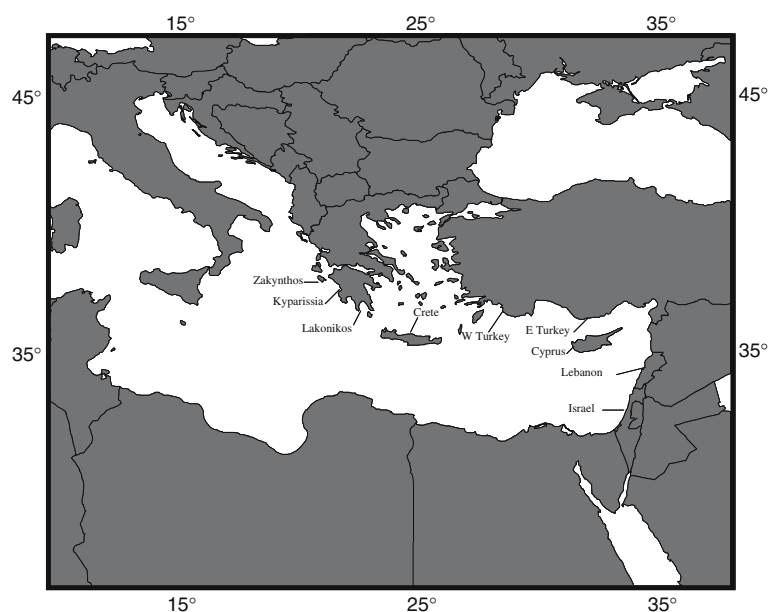 15°
25°
35°
45°
45°
Zakynthos
Kyparissia
Crete
Lakonikos
E Turkey
W Turkey
Cyprus
35°
35°
Lebanon
Israel
15°
25°
35°